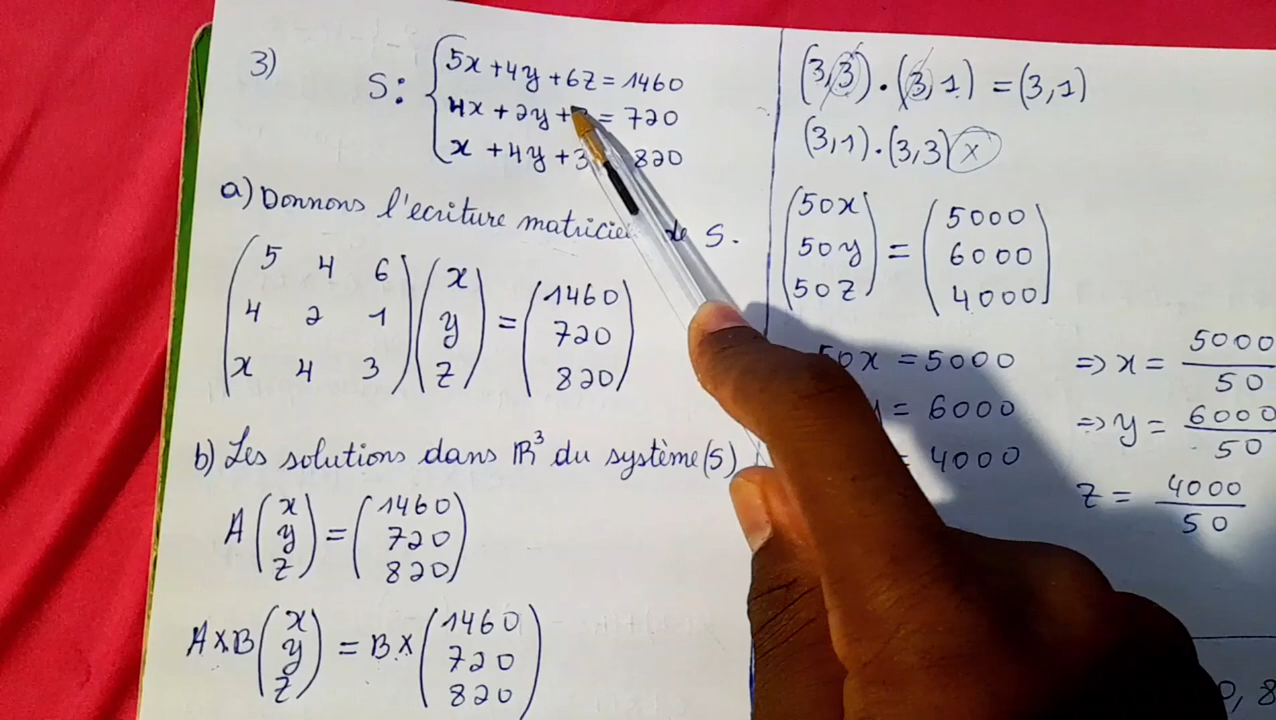 3)
S: { 5x + 4y + 6z = 1460
4x + 2y + = 720
x + 4y + 3 820
a) Donnons l'ecriture matricie de S.
( 5 4 6 ) ( x ) = ( 1460 )
( 4 2 1 ) ( y ) = ( 720 )
( x 4 3 ) ( z ) = ( 820 )
b) Les solutions dans ℝ³ du système (S)
A ( x y z ) = ( 1460 720 820 )
A×B ( x y z ) = B× ( 1460 720 820 )
(3,3) · (3,1) = (3,1)
(3,1) · (3,3) x
( 50x ) = ( 5000 )
( 50y ) = ( 6000 )
( 50z ) = ( 4000 )
50x = 5000 => x = 5000/50
= 6000 => y = 6000/50
= 4000 z = 4000/50
0, 8